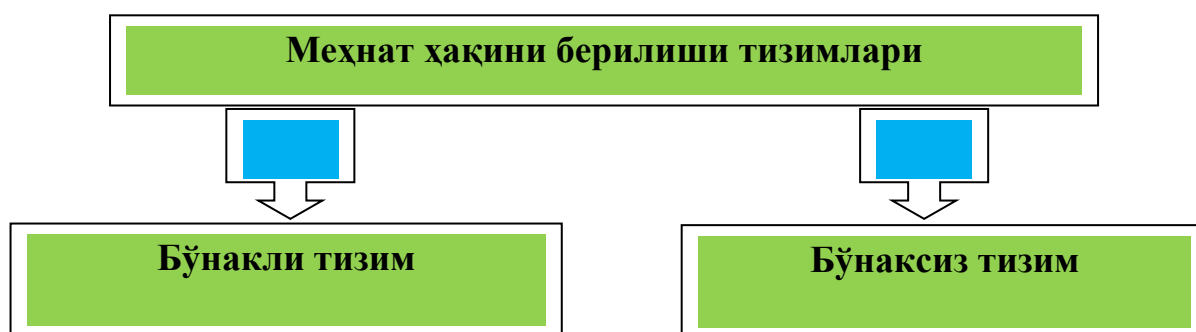 Меҳнат ҳақини берилиши тизимлари
Бўнакли тизим
Бўнаксиз тизим